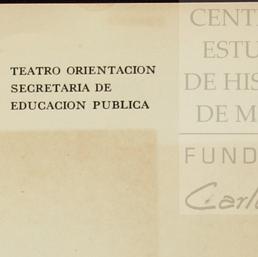 TEATRO ORIENTACION
SECRETARIA DE
EDUCACION PUBLICA
CENT
ESTU
DE HIS
DE M
FUND
Carl